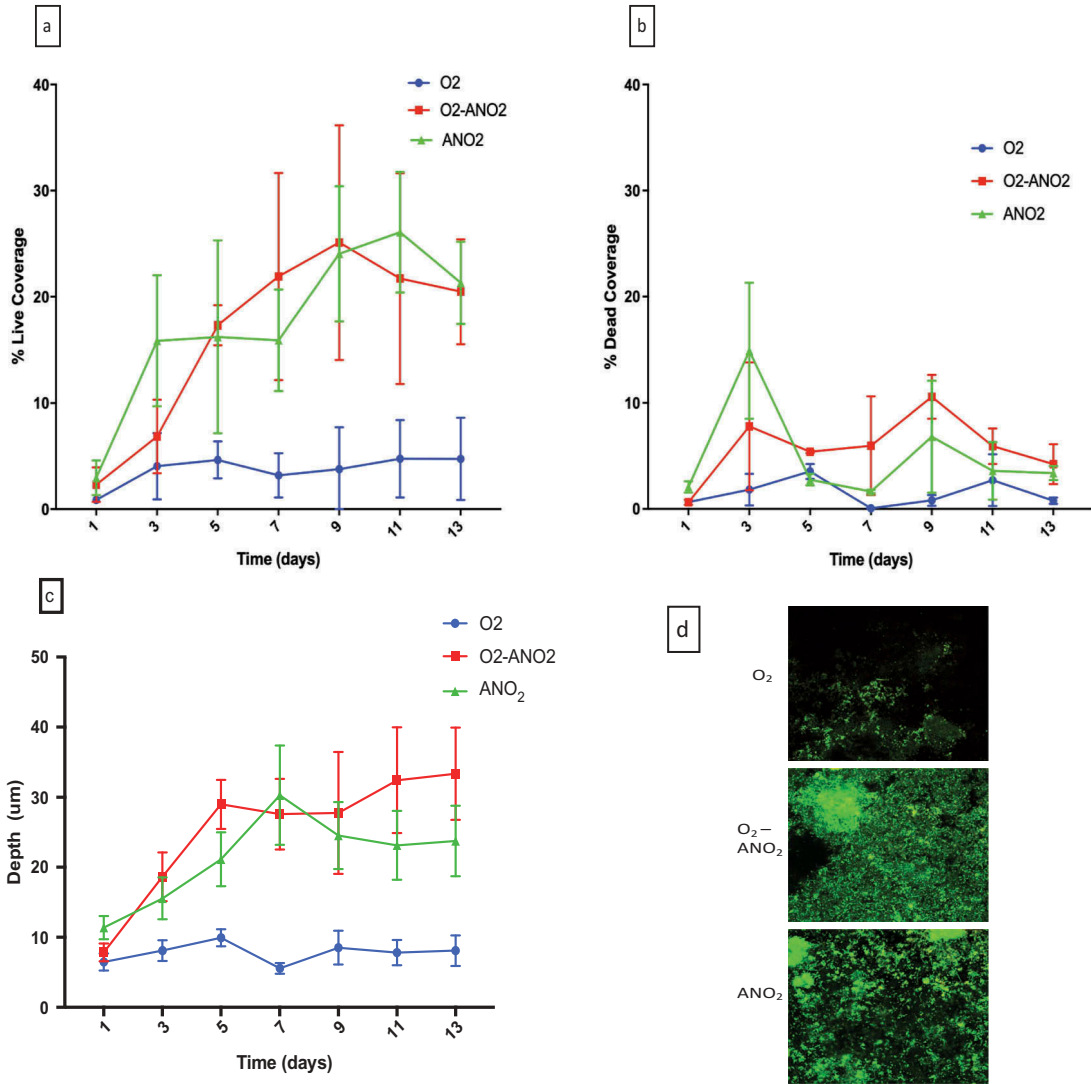 a
O2
O2-ANO2
ANO2
40
30
20
10
0
% Live Coverage
1 3 5 7 9 11 13
Time (days)
b
O2
O2-ANO2
ANO2
40
30
20
10
0
% Dead Coverage
1 3 5 7 9 11 13
Time (days)
c
O2
O2-ANO2
ANO₂
50
40
30
20
10
0
Depth (um)
1 3 5 7 9 11 13
Time (days)
d
O₂
O₂–
ANO₂
ANO₂